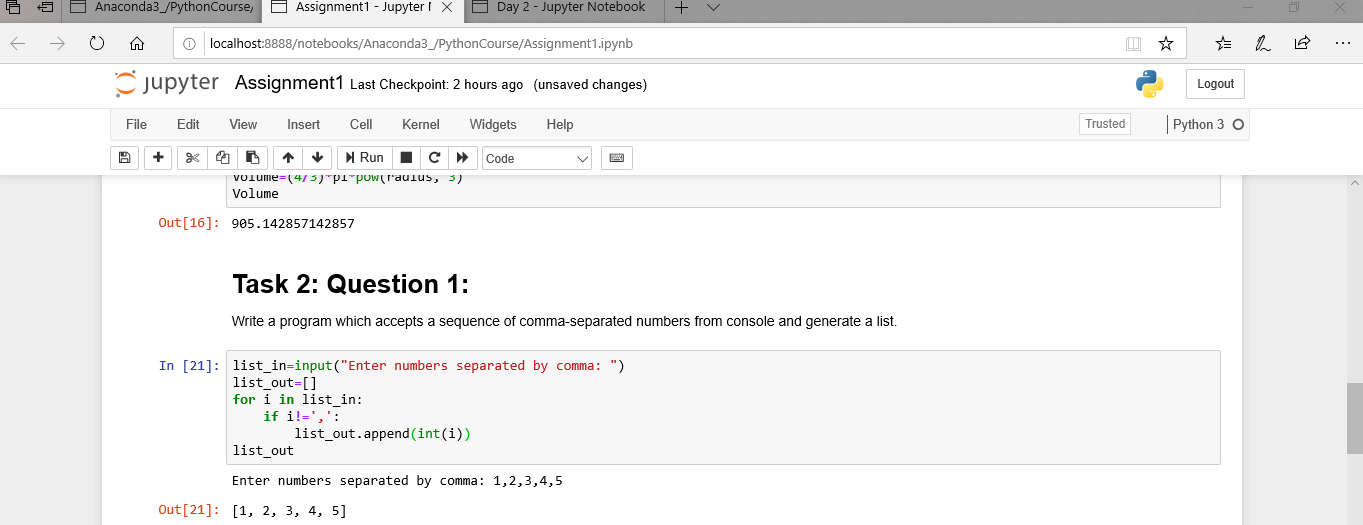 Anaconda3_/PythonCourse/
Assignment1 - Jupyter
Day 2 - Jupyter Notebook
localhost:8888/notebooks/Anaconda3_/PythonCourse/Assignment1.ipynb
jupyter Assignment1 Last Checkpoint: 2 hours ago (unsaved changes)
Logout
File Edit View Insert Cell Kernel Widgets Help
Trusted
Python 3
Run
Code
Volume=(4/3)*pi*pow(radius, 3)
Volume
Out[16]: 905.142857142857
Task 2: Question 1:
Write a program which accepts a sequence of comma-separated numbers from console and generate a list.
In [21]: list_in=input("Enter numbers separated by comma: ")
list_out=[]
for i in list_in:
    if i!=',':
        list_out.append(int(i))
list_out
Enter numbers separated by comma: 1,2,3,4,5
Out[21]: [1, 2, 3, 4, 5]